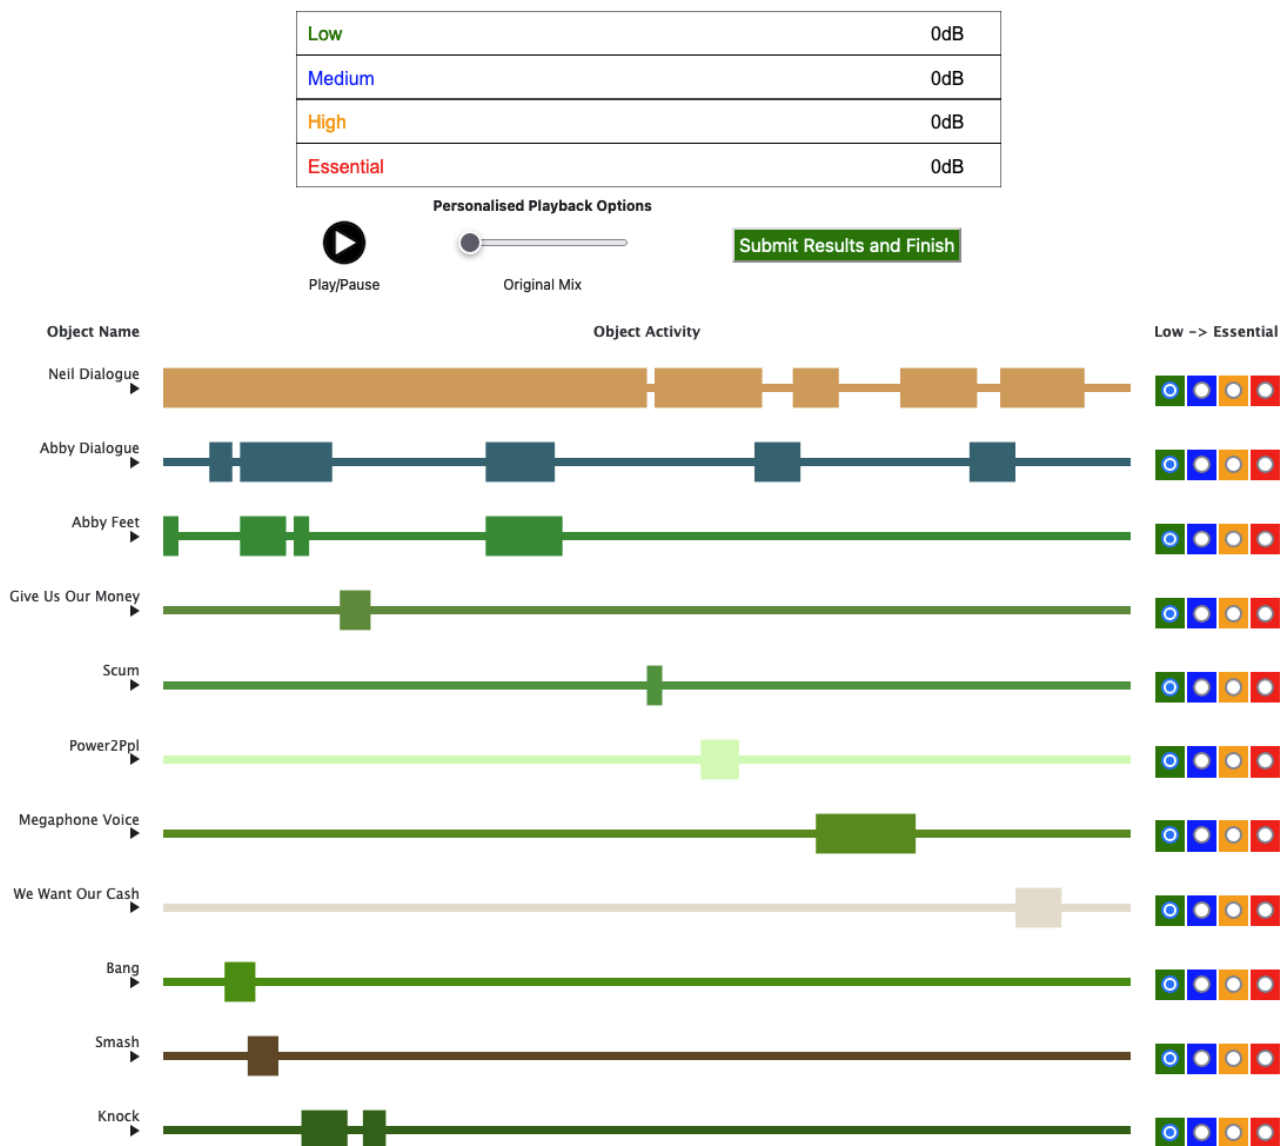 Low 0dB
Medium 0dB
High 0dB
Essential 0dB
Personalised Playback Options
Submit Results and Finish
Play/Pause
Original Mix
Object Name Object Activity Low -> Essential
Neil Dialogue
Abby Dialogue
Abby Feet
Give Us Our Money
Scum
Power2Ppl
Megaphone Voice
We Want Our Cash
Bang
Smash
Knock